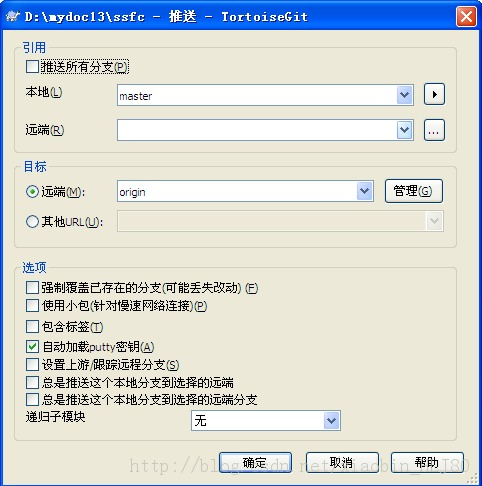 D:\mydoc13\ssfc - 推送 - TortoiseGit
引用
推送所有分支(P)
本地(L) master
远端(R) ...
目标
远端(M): origin 管理(G)
其他URL(U):
选项
强制覆盖已存在的分支(可能丢失改动) (F)
使用小包(针对慢速网络连接)(P)
包含标签(T)
自动加载putty密钥(A)
设置上游/跟踪远程分支(S)
总是推送这个本地分支到选择的远端
总是推送这个本地分支到选择的远端分支
递归子模块 无
确定 取消 帮助